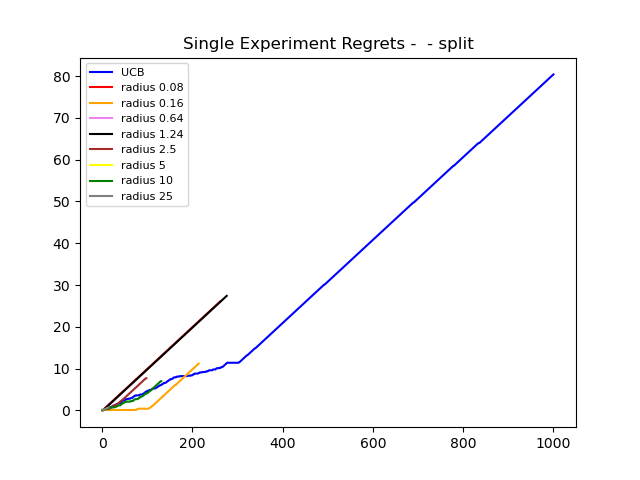 Single Experiment Regrets -  - split
UCB
radius 0.08
radius 0.16
radius 0.64
radius 1.24
radius 2.5
radius 5
radius 10
radius 25
80
70
60
50
40
30
20
10
0
0 200 400 600 800 1000